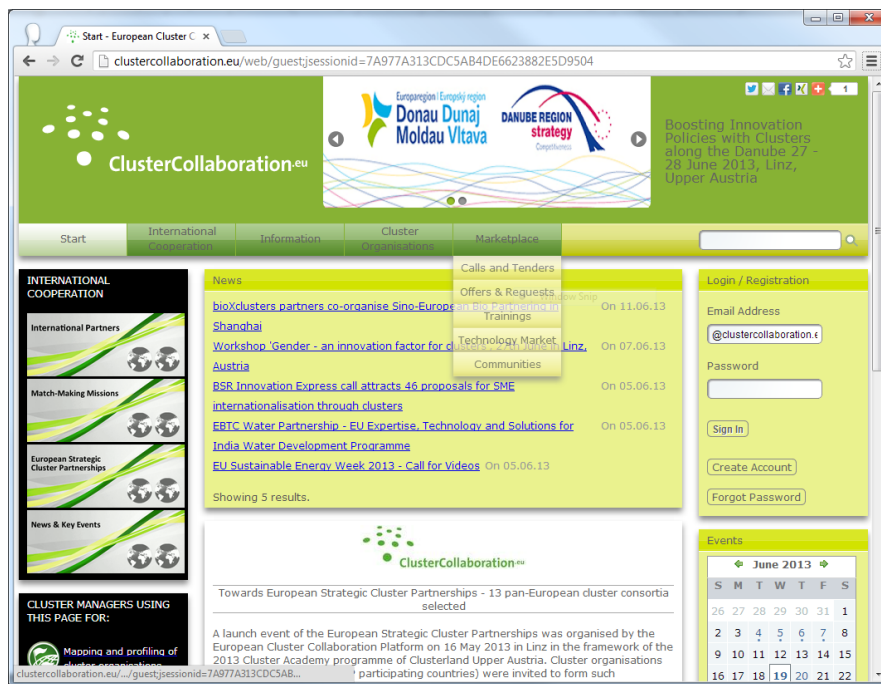 Start - European Cluster C
clustercollaboration.eu/web/guest;jsessionid=7A977A313CDC5AB4DE6623882E5D9504
ClusterCollaboration.eu
Europaregion | Evropský region
Donau Dunaj
Moldau Vltava
DANUBE REGION
strategy
Competitiveness
1
Boosting Innovation
Policies with Clusters
along the Danube 27 -
28 June 2013, Linz,
Upper Austria
Start
International
Cooperation
Information
Cluster
Organisations
Marketplace
Calls and Tenders
Offers & Requests
Trainings
Technology Market
Communities
INTERNATIONAL
COOPERATION
International Partners
Match-Making Missions
European Strategic
Cluster Partnerships
News & Key Events
CLUSTER MANAGERS USING
THIS PAGE FOR:
Mapping and profiling of
cluster organisations
News
bioXclusters partners co-organise Sino-European Bio Partnering in On 11.06.13
Shanghai
Workshop 'Gender - an innovation factor for clusters', 27th June in Linz, On 07.06.13
Austria
BSR Innovation Express call attracts 46 proposals for SME On 05.06.13
internationalisation through clusters
EBTC Water Partnership - EU Expertise, Technology and Solutions for On 05.06.13
India Water Development Programme
EU Sustainable Energy Week 2013 - Call for Videos On 05.06.13
Showing 5 results.
ClusterCollaboration.eu
Towards European Strategic Cluster Partnerships - 13 pan-European cluster consortia
selected
A launch event of the European Strategic Cluster Partnerships was organised by the
European Cluster Collaboration Platform on 16 May 2013 in Linz in the framework of the
2013 Cluster Academy programme of Clusterland Upper Austria. Cluster organisations
participating countries) were invited to form such
Login / Registration
Email Address
@clustercollaboration.e
Password
Sign In
Create Account
Forgot Password
Events
June 2013
S M T W T F S
26 27 28 29 30 31 1
2 3 4 5 6 7 8
9 10 11 12 13 14 15
16 17 18 19 20 21 22
clustercollaboration.eu/.../guest;jsessionid=7A977A313CDC5AB...